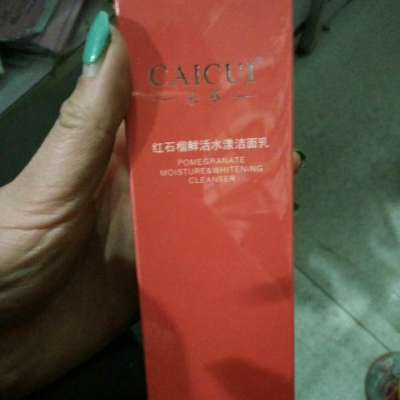 CAICUI
红石榴鲜活水漾洁面乳
POMEGRANATE
MOISTURE&WHITENING
CLEANSER